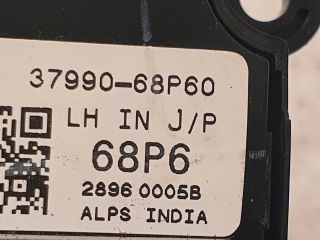 37990-68P60
LH IN J/P
68P6
2896 0005B
ALPS INDIA